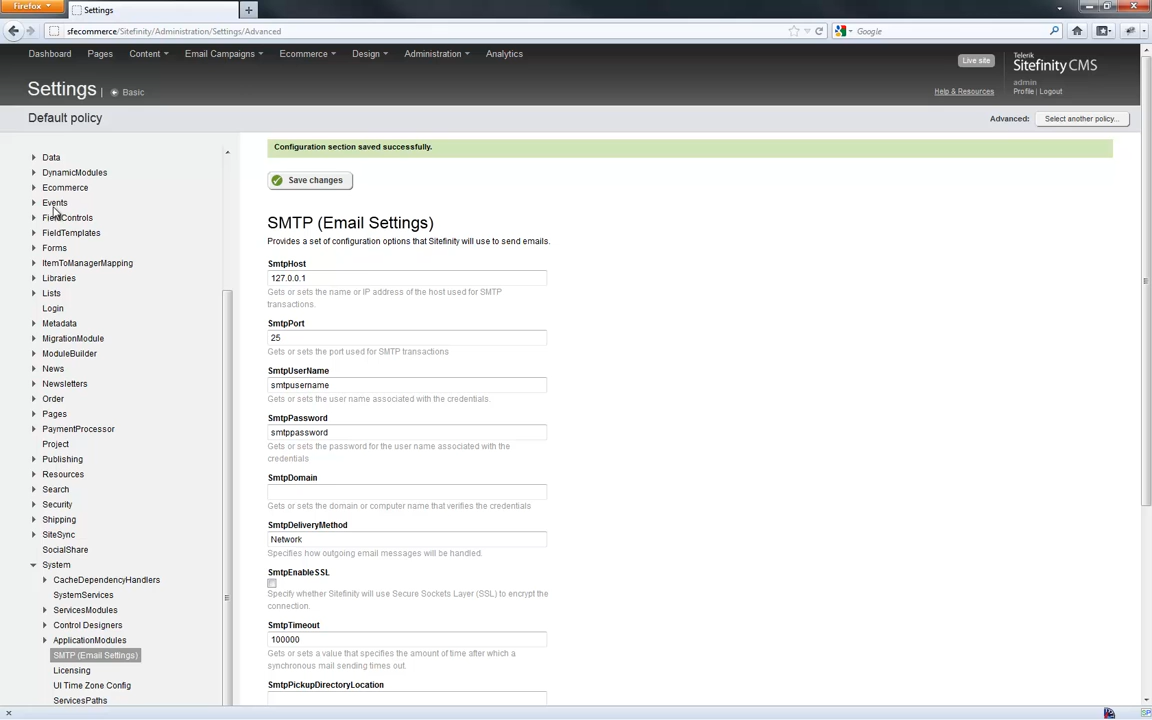 Firefox
Settings
sfecommerce/Sitefinity/Administration/Settings/Advanced
Google
Dashboard Pages Content Email Campaigns Ecommerce Design Administration Analytics
Live site
Telerik
Sitefinity CMS
Settings | Basic
admin
Help & Resources Profile | Logout
Default policy
Advanced: Select another policy...
Data
DynamicModules
Ecommerce
Events
FieldControls
FieldTemplates
Forms
ItemToManagerMapping
Libraries
Lists
Login
Metadata
MigrationModule
ModuleBuilder
News
Newsletters
Order
Pages
PaymentProcessor
Project
Publishing
Resources
Search
Security
Shipping
SiteSync
SocialShare
System
CacheDependencyHandlers
SystemServices
ServicesModules
Control Designers
ApplicationModules
SMTP (Email Settings)
Licensing
UI Time Zone Config
ServicesPaths
Configuration section saved successfully.
Save changes
SMTP (Email Settings)
Provides a set of configuration options that Sitefinity will use to send emails.
SmtpHost
127.0.0.1
Gets or sets the name or IP address of the host used for SMTP
transactions.
SmtpPort
25
Gets or sets the port used for SMTP transactions
SmtpUserName
smtpusername
Gets or sets the user name associated with the credentials.
SmtpPassword
smtppassword
Gets or sets the password for the user name associated with the
credentials
SmtpDomain
Gets or sets the domain or computer name that verifies the credentials
SmtpDeliveryMethod
Network
Specifies how outgoing email messages will be handled.
SmtpEnableSSL
Specify whether Sitefinity will use Secure Sockets Layer (SSL) to encrypt the
connection.
SmtpTimeout
100000
Gets or sets a value that specifies the amount of time after which a
synchronous mail sending times out.
SmtpPickupDirectoryLocation